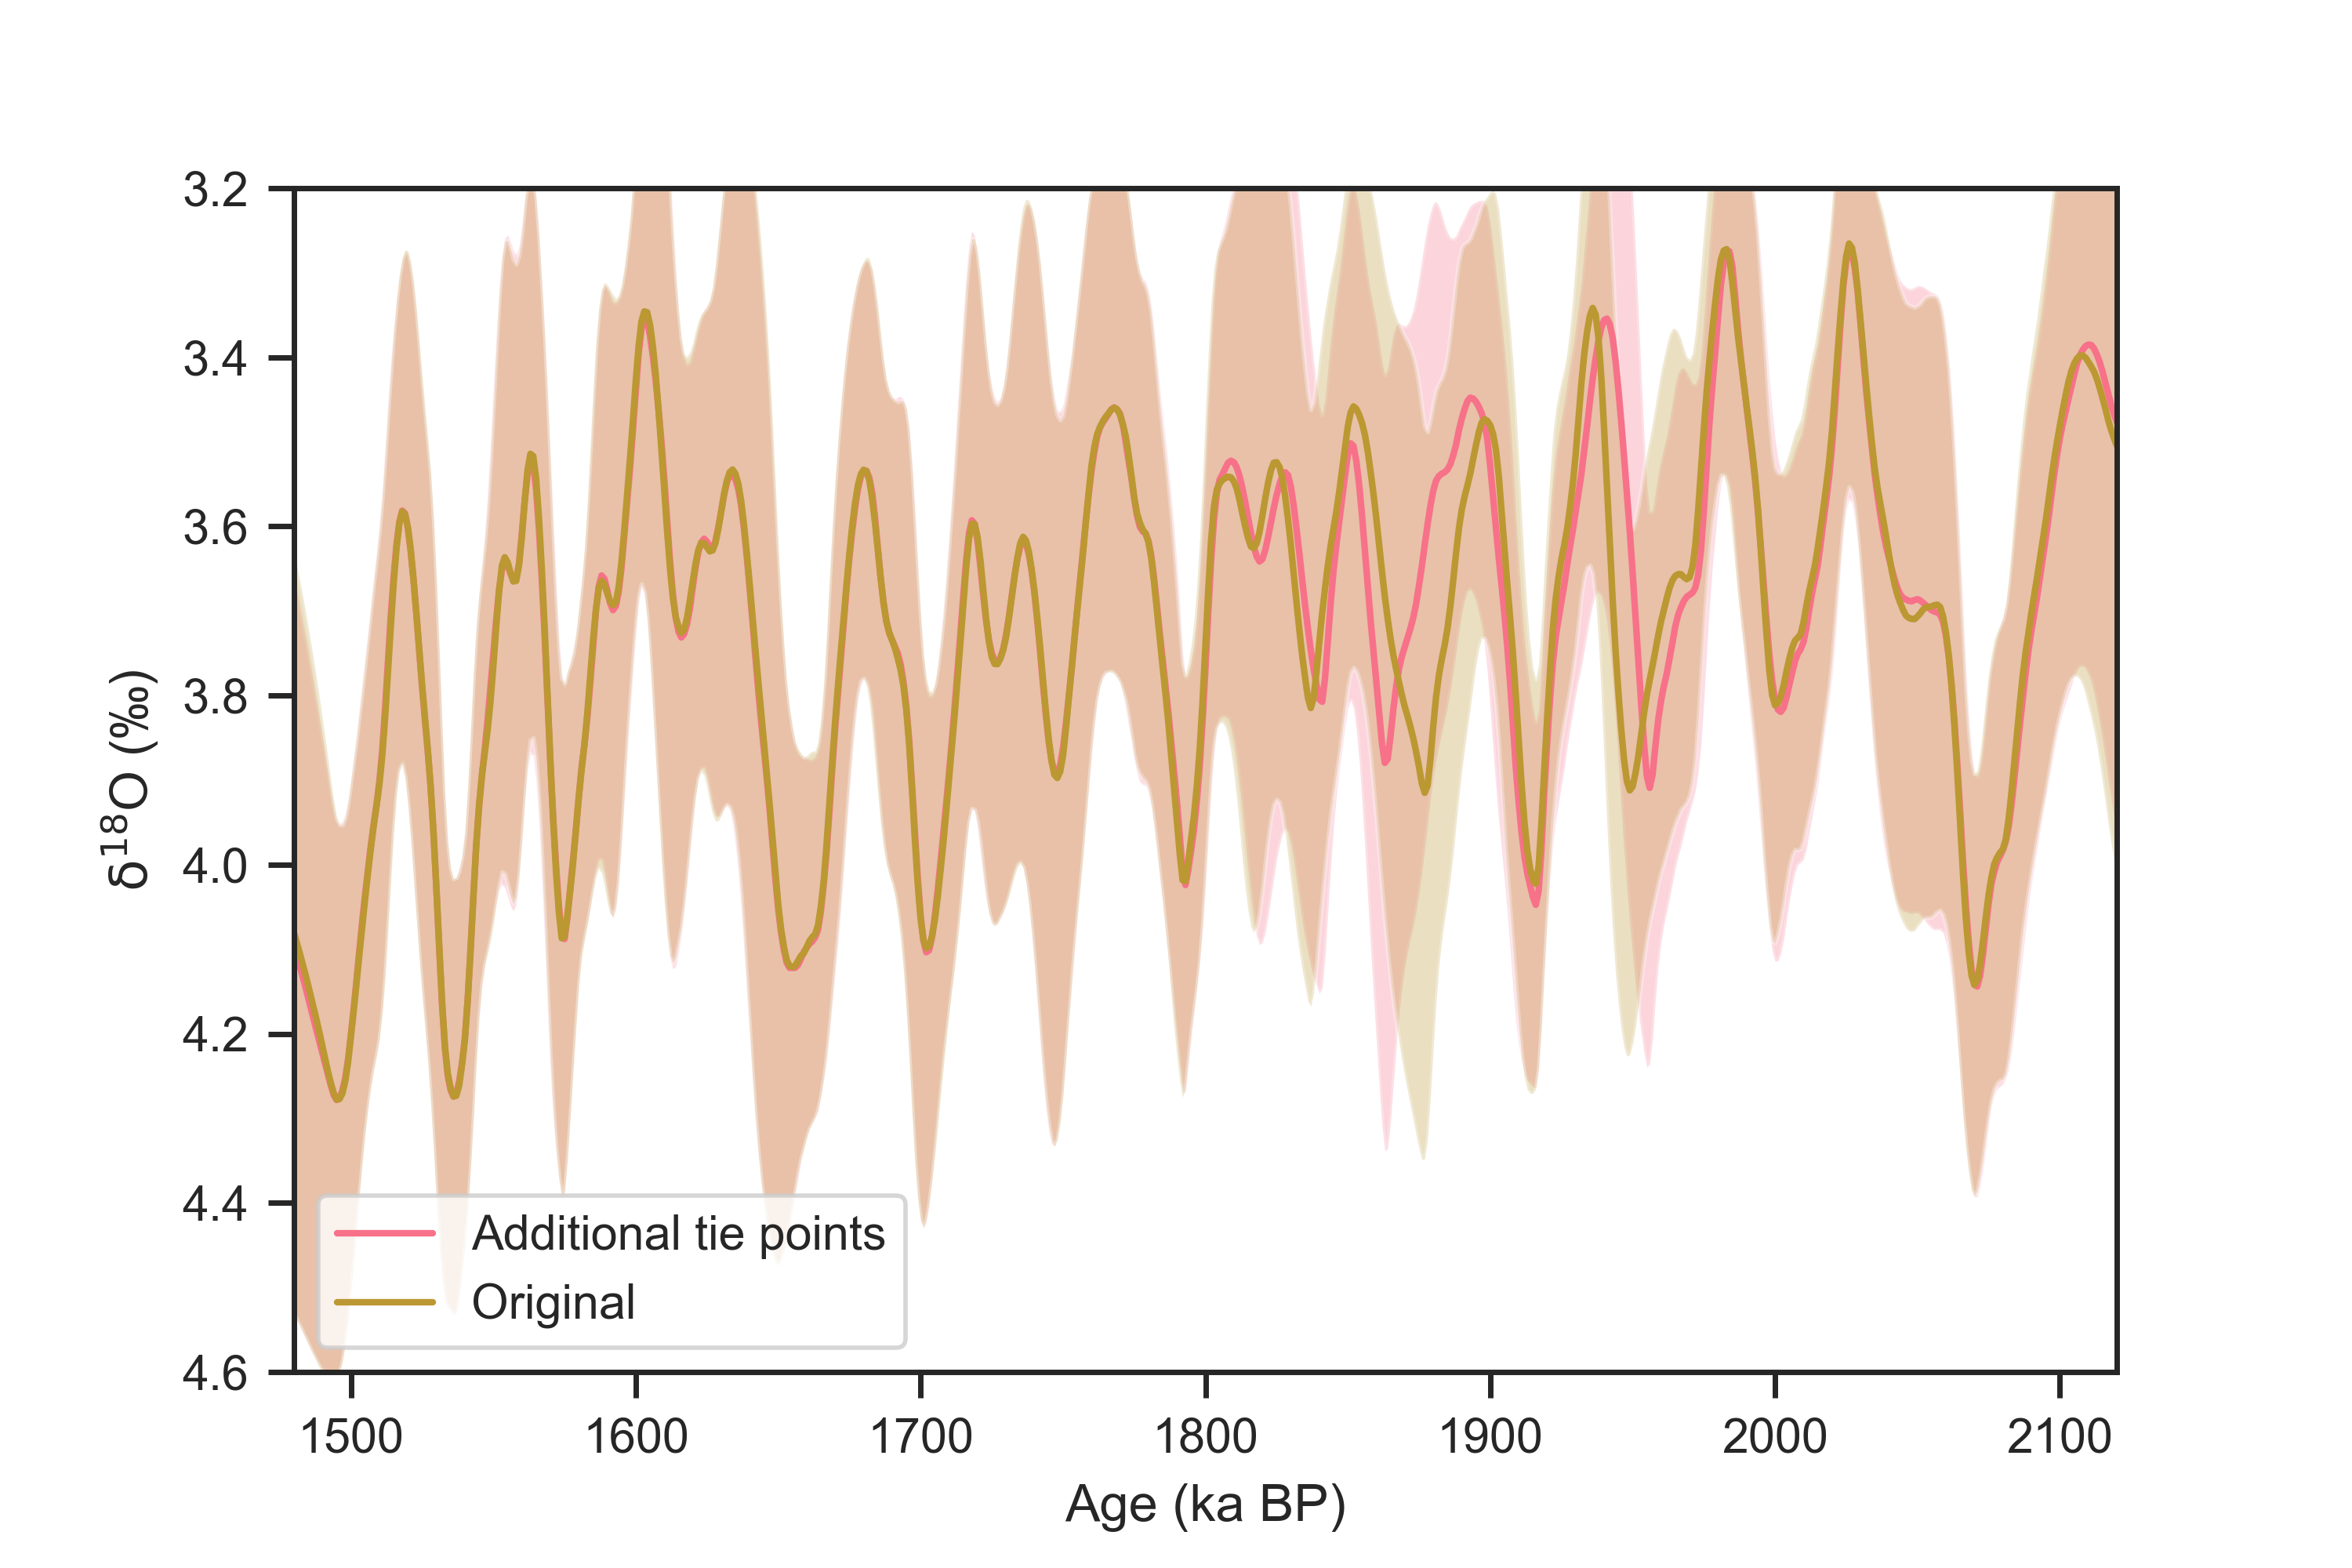 3.2
3.4
3.6
3.8
4.0
4.2
4.4
4.6
δ¹⁸O (‰)
Additional tie points
Original
1500 1600 1700 1800 1900 2000 2100
Age (ka BP)